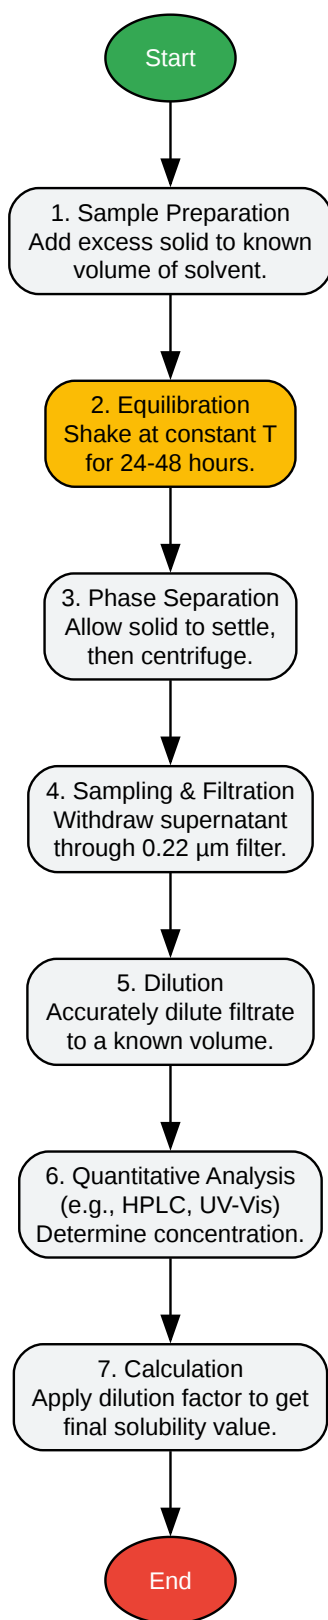 Start
1. Sample Preparation
Add excess solid to known
volume of solvent.
2. Equilibration
Shake at constant T
for 24-48 hours.
3. Phase Separation
Allow solid to settle,
then centrifuge.
4. Sampling & Filtration
Withdraw supernatant
through 0.22 µm filter.
5. Dilution
Accurately dilute filtrate
to a known volume.
6. Quantitative Analysis
(e.g., HPLC, UV-Vis)
Determine concentration.
7. Calculation
Apply dilution factor to get
final solubility value.
End